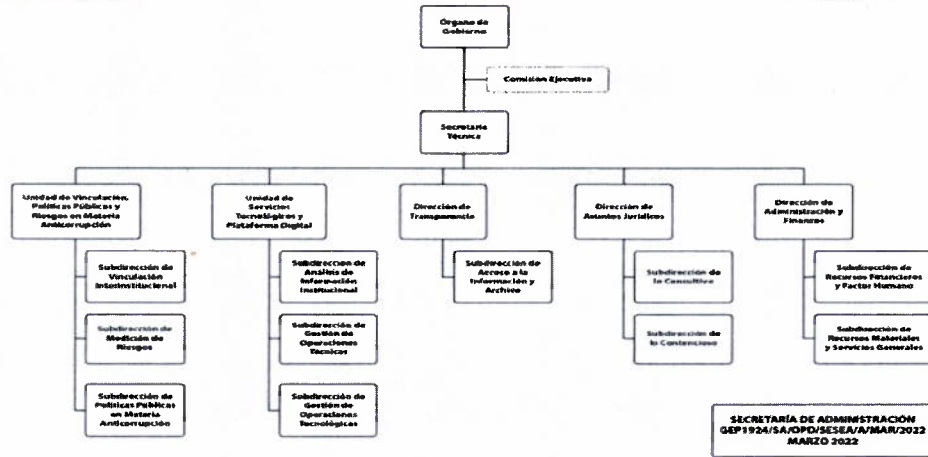 Órgano de
Gobierno
Comisión Ejecutiva
Secretaría
Técnica
Unidad de Vinculación,
Políticas Públicas y
Riesgos en Materia
Anticorrupción
Subdirección de
Vinculación
Interinstitucional
Subdirección de
Medición de
Riesgos
Subdirección de
Políticas Públicas
en Materia
Anticorrupción
Unidad de
Servicios
Tecnológicos y
Plataforma Digital
Subdirección de
Análisis de
Información
Institucional
Subdirección de
Gestión de
Operaciones
Técnicas
Subdirección de
Gestión de
Operaciones
Tecnológicas
Dirección de
Transparencia
Subdirección de
Acceso a la
Información y
Archivo
Dirección de
Asuntos Jurídicos
Subdirección de
lo Consultivo
Subdirección de
lo Contencioso
Dirección de
Administración y
Finanzas
Subdirección de
Recursos Financieros
y Factor Humano
Subdirección de
Recursos Materiales
y Servicios Generales
SECRETARÍA DE ADMINISTRACIÓN
GEP1924/SA/OPD/SESEA/A/MAR/2022
MARZO 2022